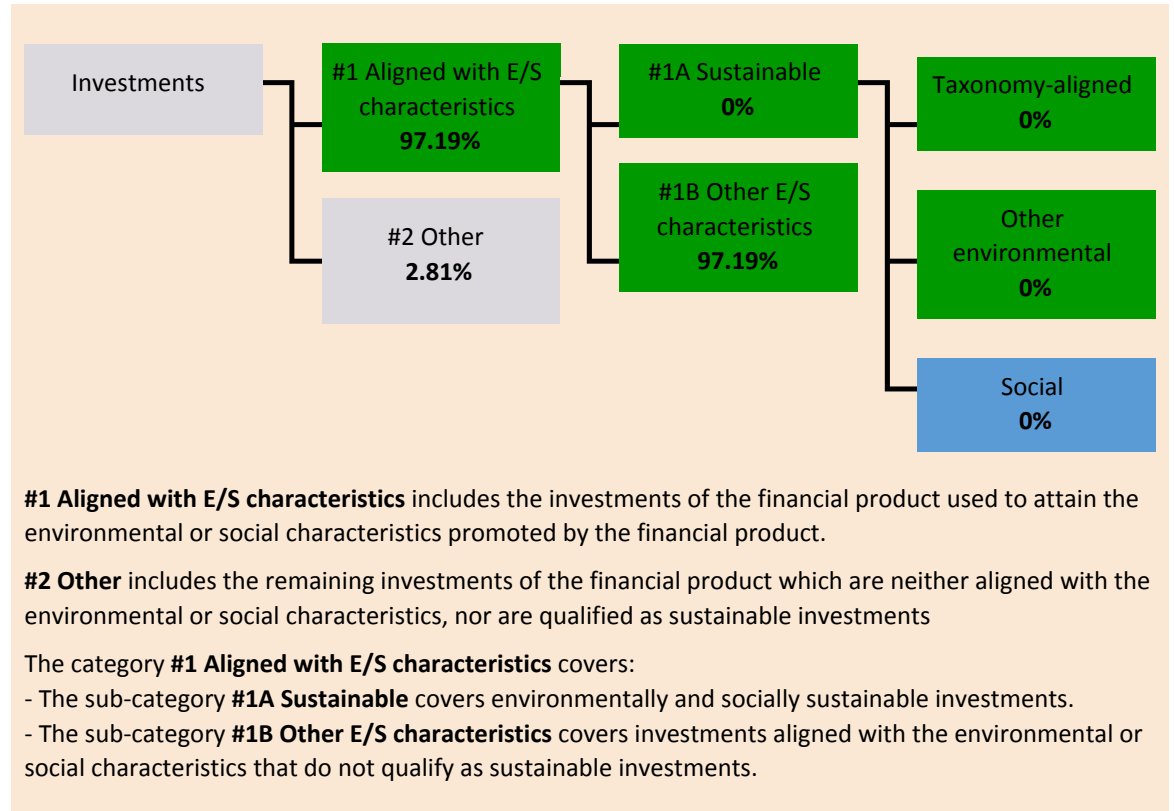 Investments
#1 Aligned with E/S
characteristics
97.19%
#2 Other
2.81%
#1A Sustainable
0%
#1B Other E/S
characteristics
97.19%
Taxonomy-aligned
0%
Other
environmental
0%
Social
0%
#1 Aligned with E/S characteristics includes the investments of the financial product used to attain the
environmental or social characteristics promoted by the financial product.
#2 Other includes the remaining investments of the financial product which are neither aligned with the
environmental or social characteristics, nor are qualified as sustainable investments
The category #1 Aligned with E/S characteristics covers:
- The sub-category #1A Sustainable covers environmentally and socially sustainable investments.
- The sub-category #1B Other E/S characteristics covers investments aligned with the environmental or
social characteristics that do not qualify as sustainable investments.